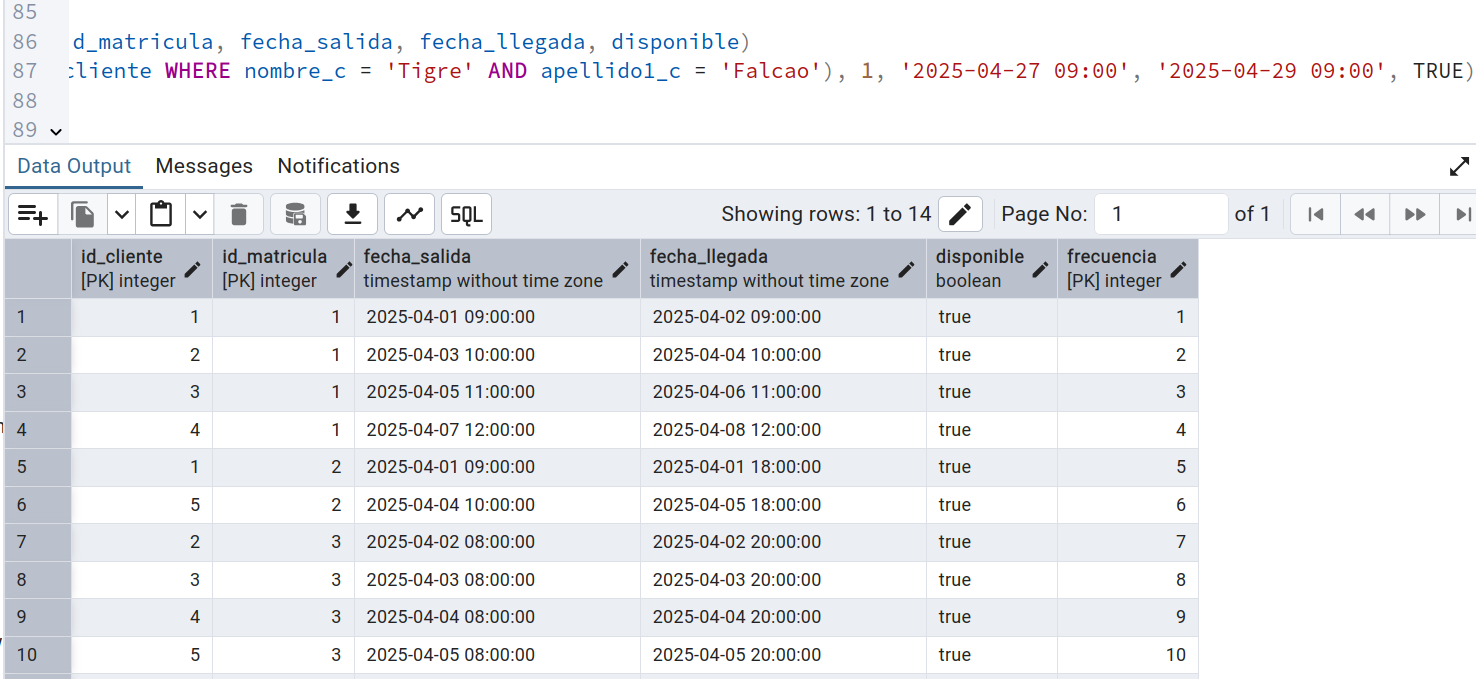 85
86 d_matricula, fecha_salida, fecha_llegada, disponible)
87 cliente WHERE nombre_c = 'Tigre' AND apellido1_c = 'Falcao'), 1, '2025-04-27 09:00', '2025-04-29 09:00', TRUE)
88
89
Data Output Messages Notifications
SQL Showing rows: 1 to 14 Page No: 1 of 1
id_cliente id_matricula fecha_salida fecha_llegada disponible frecuencia
[PK] integer [PK] integer timestamp without time zone timestamp without time zone boolean [PK] integer
1 1 1 2025-04-01 09:00:00 2025-04-02 09:00:00 true 1
2 2 1 2025-04-03 10:00:00 2025-04-04 10:00:00 true 2
3 3 1 2025-04-05 11:00:00 2025-04-06 11:00:00 true 3
4 4 1 2025-04-07 12:00:00 2025-04-08 12:00:00 true 4
5 1 2 2025-04-01 09:00:00 2025-04-01 18:00:00 true 5
6 5 2 2025-04-04 10:00:00 2025-04-05 18:00:00 true 6
7 2 3 2025-04-02 08:00:00 2025-04-02 20:00:00 true 7
8 3 3 2025-04-03 08:00:00 2025-04-03 20:00:00 true 8
9 4 3 2025-04-04 08:00:00 2025-04-04 20:00:00 true 9
10 5 3 2025-04-05 08:00:00 2025-04-05 20:00:00 true 10